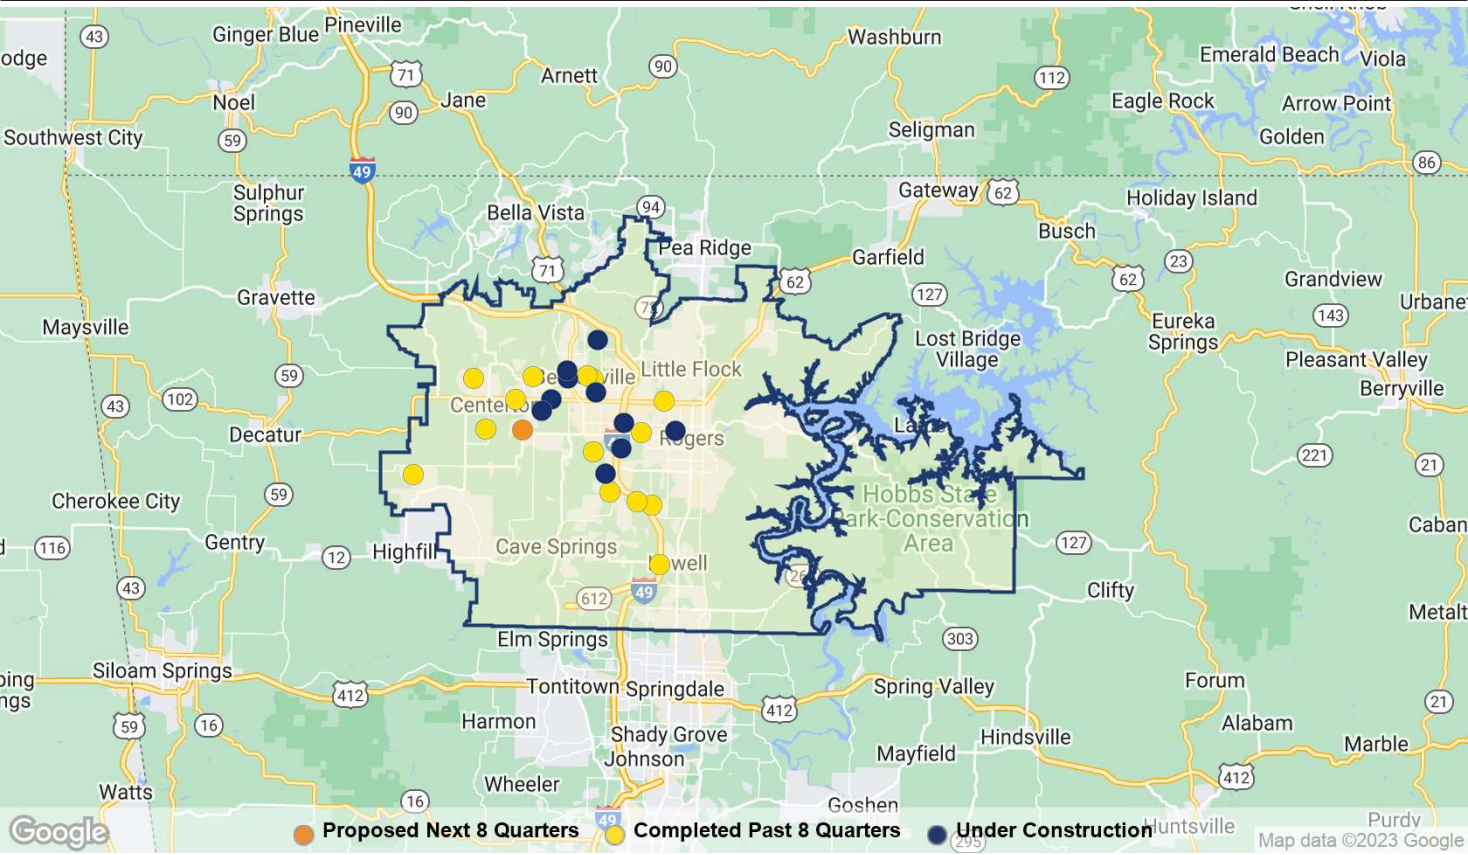 Pineville
43
Ginger Blue
Washburn
Emerald Beach
Viola
odge
90
71
Arnett
112
Noel
Jane
90
Eagle Rock
Arrow Point
Southwest City
59
Seligman
Golden
49
86
Sulphur
Springs
Gateway
62
Holiday Island
Bella Vista
94
Busch
Pea Ridge
Garfield
23
71
62
62
Grandview
Gravette
127
143
Maysville
Eureka
Springs
Lost Bridge
Village
Pleasant Valley
Little Flock
59
Berryville
43
102
Decatur
Rogers
221
21
59
Cherokee City
Hobbs State
Park-Conservation
Area
116
Gentry
12
Highfill
Cave Springs
127
43
Clifty
612
49
Elm Springs
303
Siloam Springs
412
Tontitown
Springdale
412
Spring Valley
Forum
21
59
16
Harmon
Shady Grove
Johnson
Mayfield
Hindsville
Alabam
Marble
Wheeler
412
Watts
16
Goshen
49
Google
Proposed Next 8 Quarters
Completed Past 8 Quarters
Under Construction
295
Huntsville
Purdy
Map data ©2023 Google